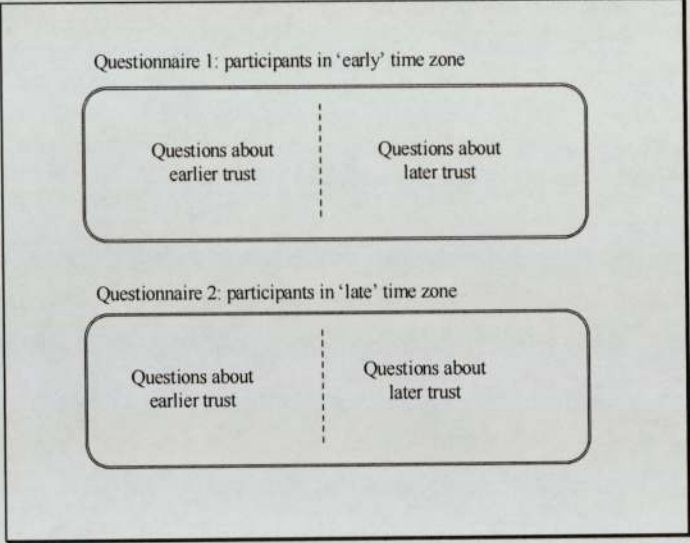 Questionnaire 1: participants in ‘early’ time zone
Questions about
earlier trust
Questions about
later trust
Questionnaire 2: participants in ‘late’ time zone
Questions about
earlier trust
Questions about
later trust